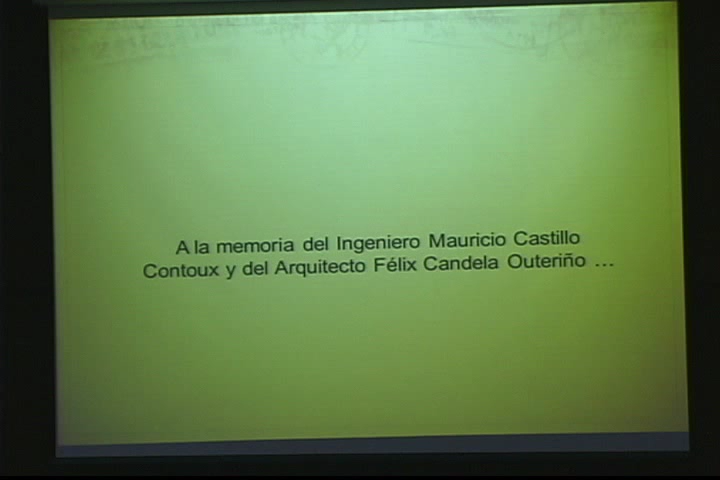 A la memoria del Ingeniero Mauricio Castillo
Contoux y del Arquitecto Félix Candela Outeriño ...